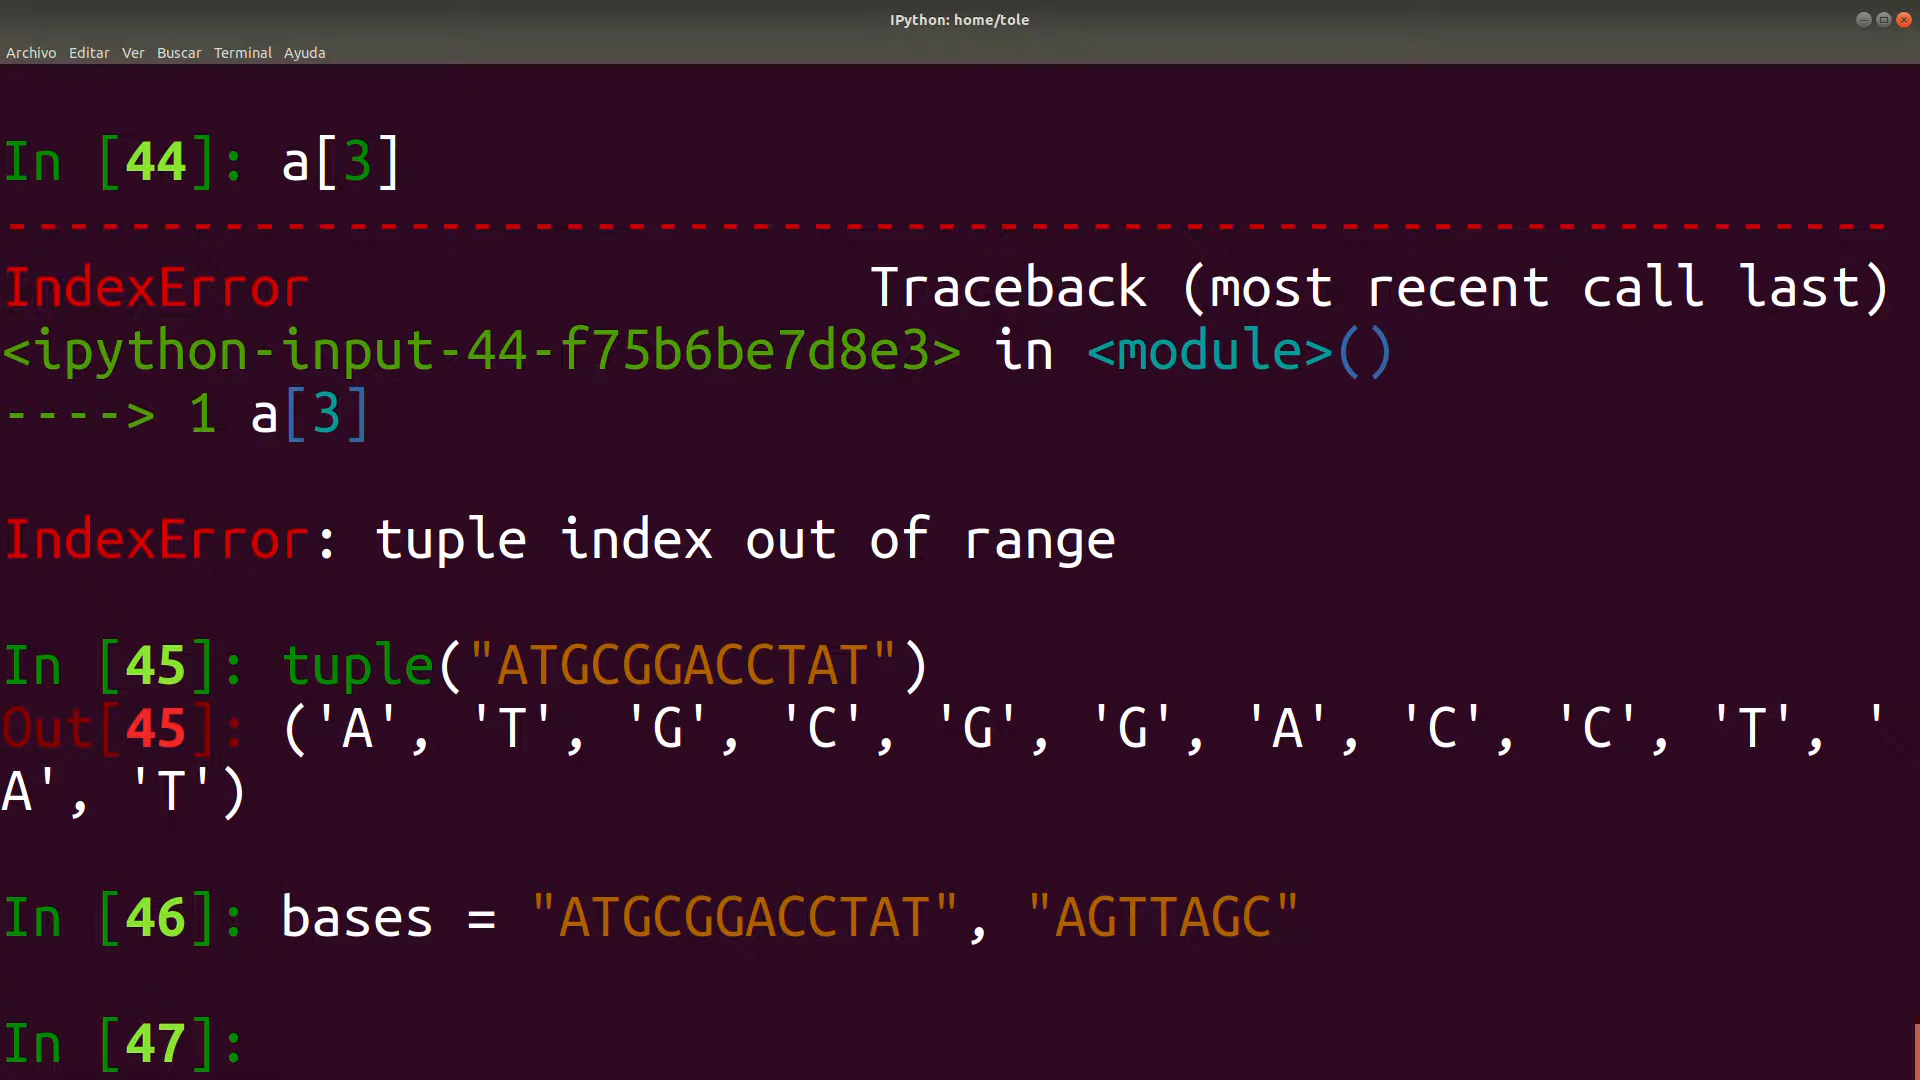 IPython: home/tole
Archivo Editar Ver Buscar Terminal Ayuda
In [44]: a[3]
-------------------------------------------------------------
IndexError                  Traceback (most recent call last)
<ipython-input-44-f75b6be7d8e3> in <module>()
----> 1 a[3]
IndexError: tuple index out of range
In [45]: tuple("ATGCGGACCTAT")
Out[45]: ('A', 'T', 'G', 'C', 'G', 'G', 'A', 'C', 'C', 'T', '
A', 'T')
In [46]: bases = "ATGCGGACCTAT", "AGTTAGC"
In [47]: